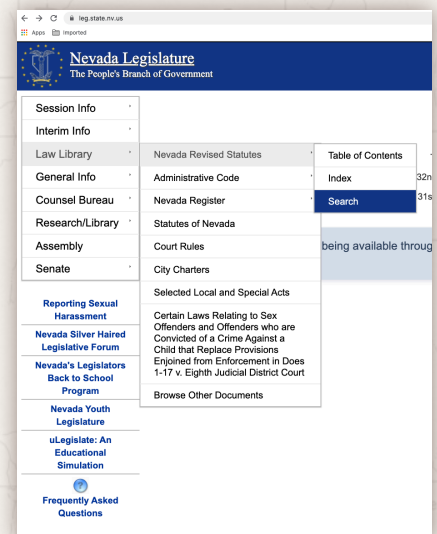 leg.state.nv.us
Apps Imported
Nevada Legislature
The People's Branch of Government
Session Info
Interim Info
Law Library
General Info
Counsel Bureau
Research/Library
Assembly
Senate
Nevada Revised Statutes
Administrative Code
Nevada Register
Statutes of Nevada
Court Rules
City Charters
Selected Local and Special Acts
Certain Laws Relating to Sex
Offenders and Offenders who are
Convicted of a Crime Against a
Child that Replace Provisions
Enjoined from Enforcement in Does
1-17 v. Eighth Judicial District Court
Browse Other Documents
Table of Contents
Index
Search
32n
31s
being available throug
Reporting Sexual
Harassment
Nevada Silver Haired
Legislative Forum
Nevada's Legislators
Back to School
Program
Nevada Youth
Legislature
uLegislate: An
Educational
Simulation
Frequently Asked
Questions